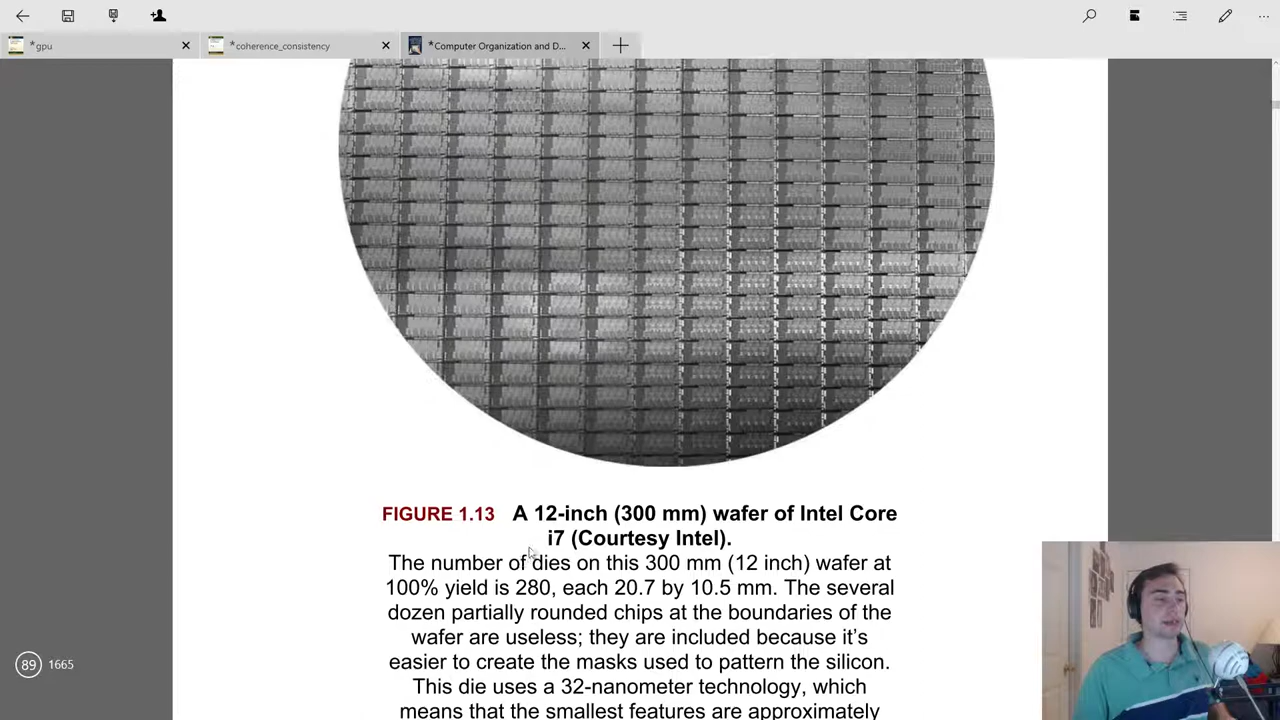 *gpu
*coherence_consistency
*Computer Organization and D...
FIGURE 1.13 A 12-inch (300 mm) wafer of Intel Core
i7 (Courtesy Intel).
The number of dies on this 300 mm (12 inch) wafer at
100% yield is 280, each 20.7 by 10.5 mm. The several
dozen partially rounded chips at the boundaries of the
wafer are useless; they are included because it’s
easier to create the masks used to pattern the silicon.
This die uses a 32-nanometer technology, which
means that the smallest features are approximately
89 1665